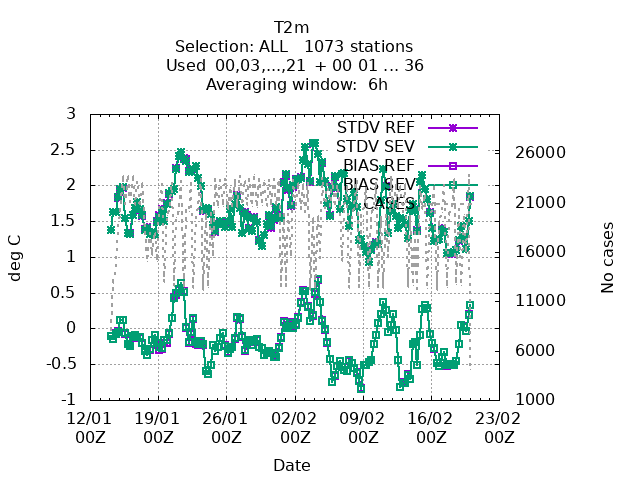 T2m
Selection: ALL 1073 stations
Used 00,03,...,21 + 00 01 ... 36
Averaging window: 6h
3
2.5
2
1.5
1
0.5
0
-0.5
-1
deg C
STDV REF
STDV SEV
BIAS REF
BIAS SEV
CASES
26000
21000
16000
11000
6000
1000
No cases
12/01 19/01 26/01 02/02 09/02 16/02 23/02
00Z 00Z 00Z 00Z 00Z 00Z 00Z
Date